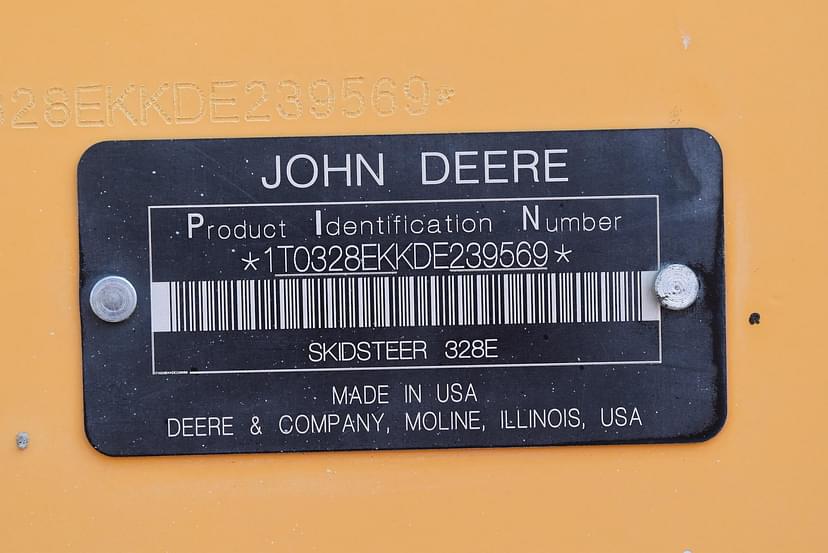 328EKKDE239569*
JOHN DEERE
Product Identification Number
*1T0328EKKDE239569*
SKIDSTEER 328E
MADE IN USA
DEERE & COMPANY, MOLINE, ILLINOIS, USA